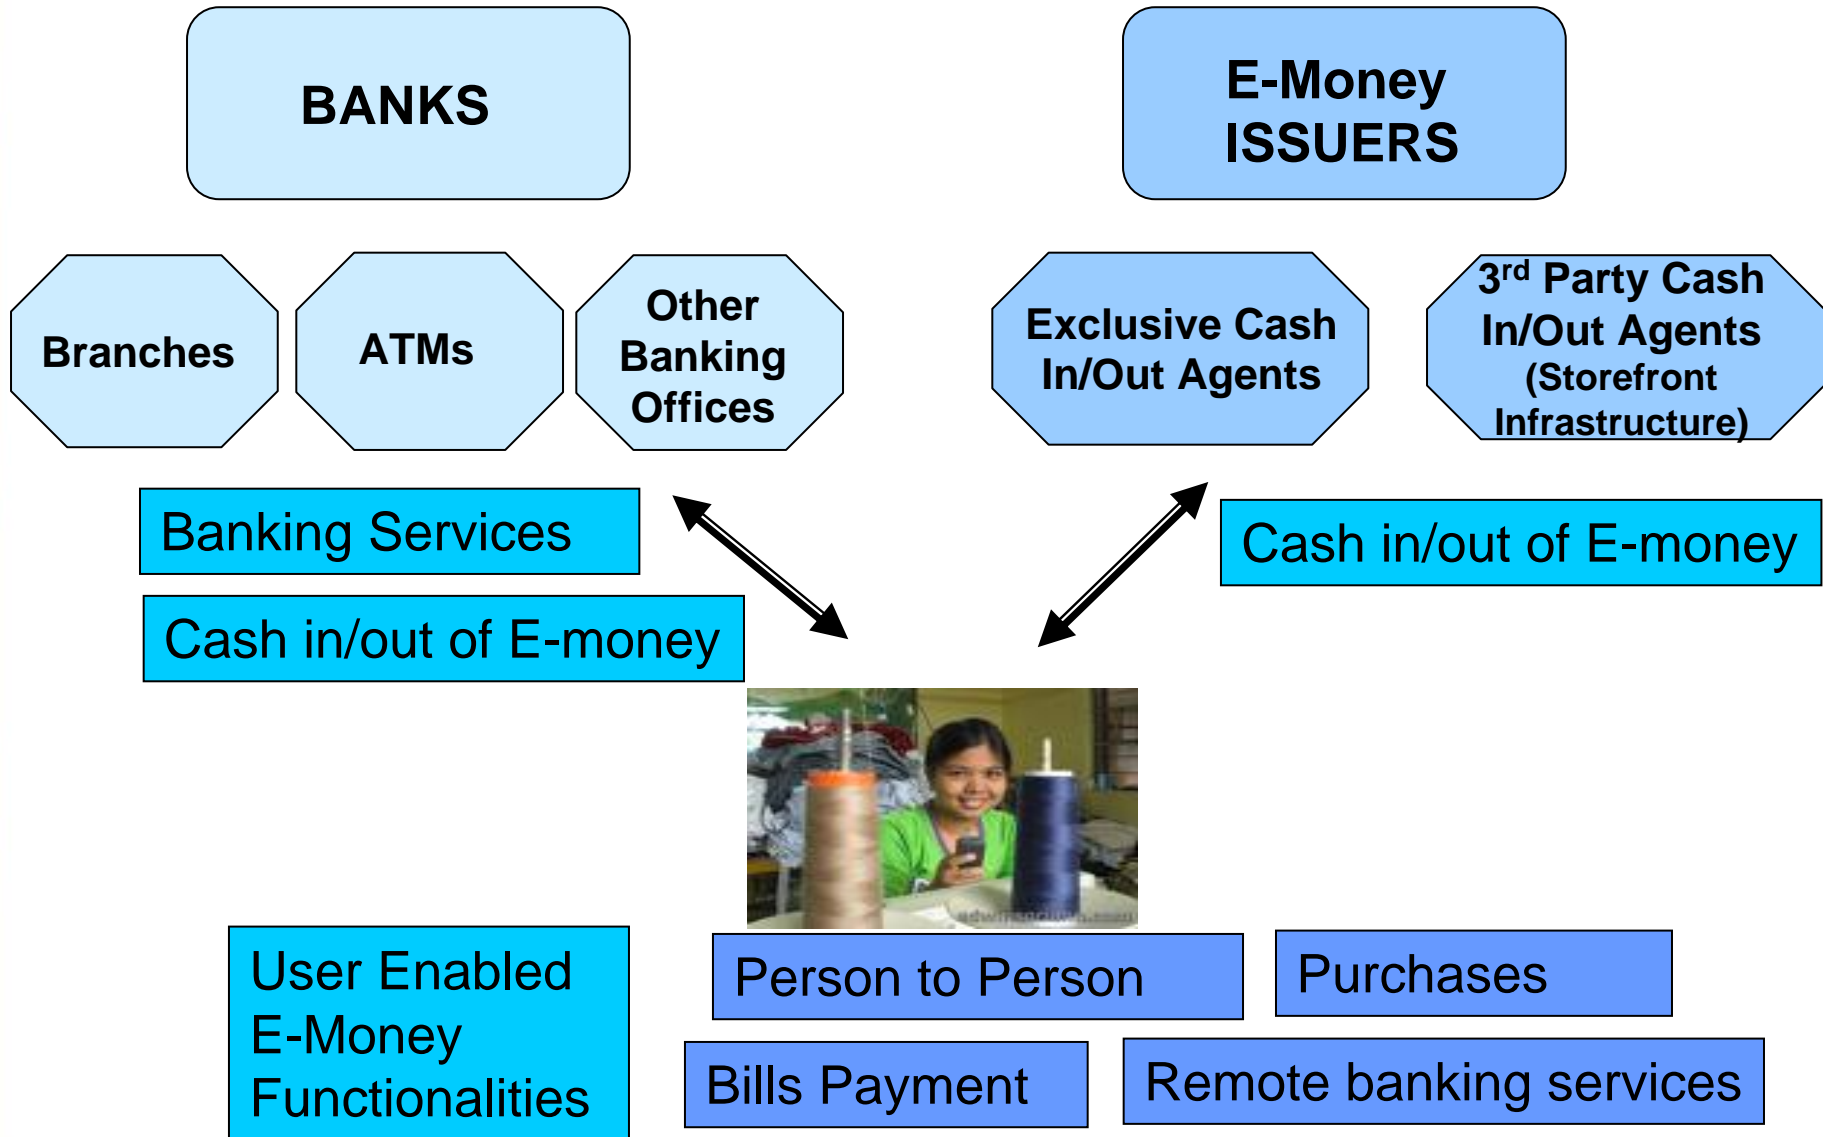 BANKS
E-Money
ISSUERS
Branches
ATMs
Other
Banking
Offices
Exclusive Cash
In/Out Agents
3rd Party Cash
In/Out Agents
(Storefront
Infrastructure)
Banking Services
Cash in/out of E-money
Cash in/out of E-money
User Enabled
E-Money
Functionalities
Person to Person
Purchases
Bills Payment
Remote banking services